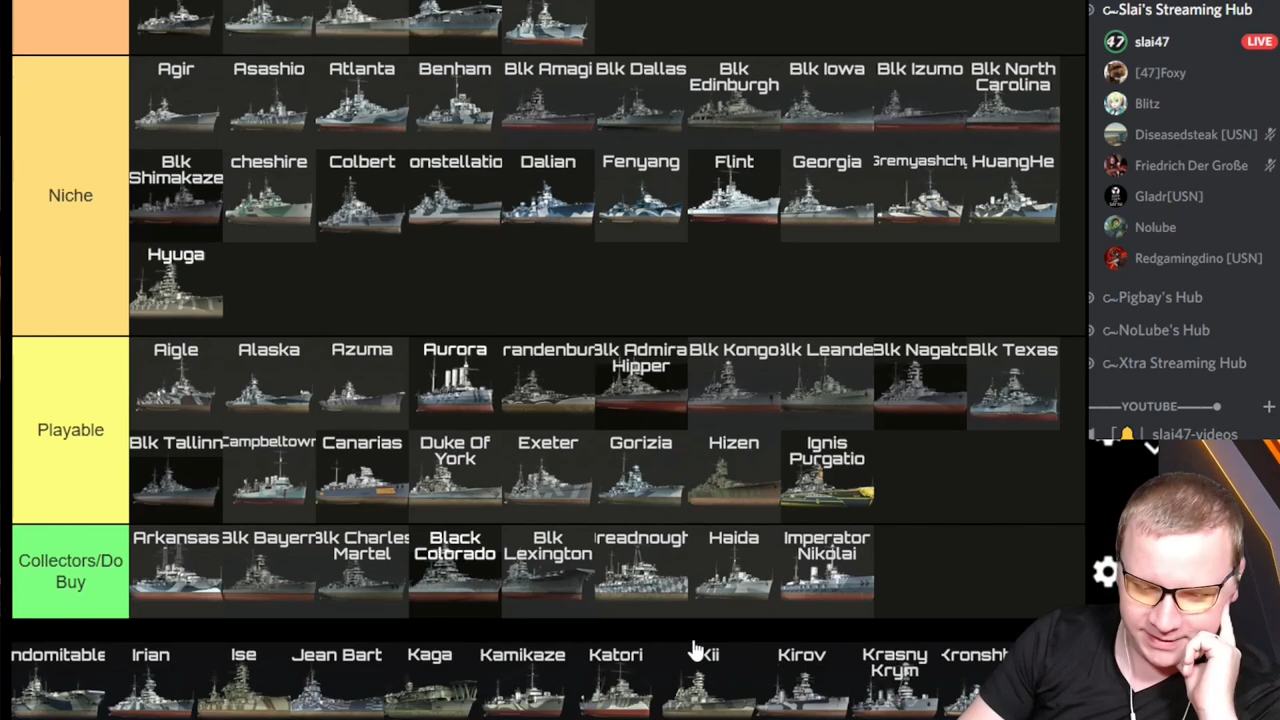 Niche
Agir
Asashio
Atlanta
Benham
Blk Amagi
Blk Dallas
Blk
Edinburgh
Blk Iowa
Blk Izumo
Blk North
Carolina
Blk
Shimakaze
cheshire
Colbert
onstellatio
Dalian
Fenyang
Flint
Georgia
Gremyashchy
HuangHe
Hyuga
Playable
Aigle
Alaska
Azuma
Aurora
randenbur
Blk Admira
Hipper
Blk Kongo
Blk Leande
Blk Nagato
Blk Texas
Blk Tallinn
Campbeltown
Canarias
Duke Of
York
Exeter
Gorizia
Hizen
Ignis
Purgatio
Collectors/Do
Buy
Arkansas
Blk Bayern
Blk Charles
Martel
Black
Colorado
Blk
Lexington
readnough
Haida
Imperator
Nikolai
ndomitable
Irian
Ise
Jean Bart
Kaga
Kamikaze
Katori
Kii
Kirov
Krasny
Krym
Kronsh
Slai's Streaming Hub
47 slai47 LIVE
[47]Foxy
Blitz
Diseasedsteak [USN]
Friedrich Der Große
Gladr[USN]
Nolube
Redgamingdino [USN]
Pigbay's Hub
NoLube's Hub
Xtra Streaming Hub
YOUTUBE
slai47-videos